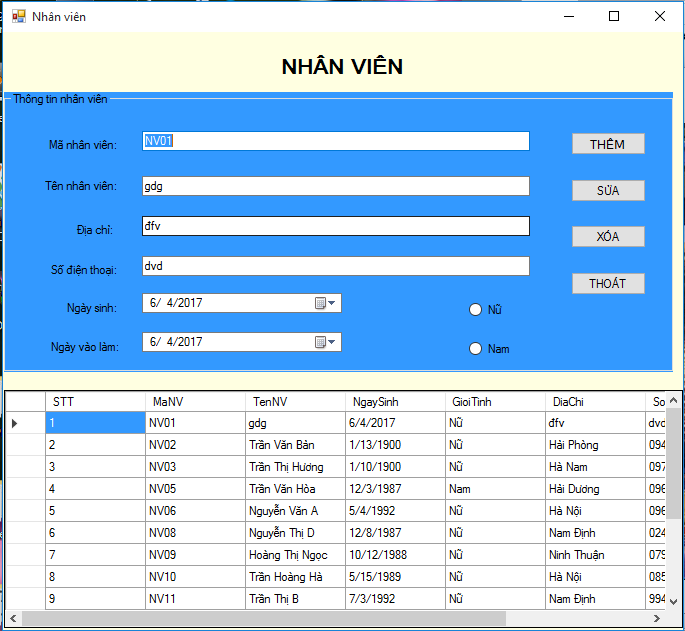 Nhân viên
NHÂN VIÊN
Thông tin nhân viên
Mã nhân viên: NV01 THÊM
Tên nhân viên: gdg SỬA
Địa chỉ: đfv XÓA
Số điện thoại: dvd THOÁT
Ngày sinh: 6/ 4/2017 Nữ
Ngày vào làm: 6/ 4/2017 Nam
STT MaNV TenNV NgaySinh GioiTinh DiaChi So
1 NV01 gdg 6/4/2017 Nữ đfv dvd
2 NV02 Trần Văn Bản 1/13/1900 Nữ Hải Phòng 094
3 NV03 Trần Thị Hương 1/10/1900 Nữ Hà Nam 097
4 NV05 Trần Văn Hòa 12/3/1987 Nam Hải Dương 096
5 NV06 Nguyễn Văn A 5/4/1992 Nữ Hà Nội 096
6 NV08 Nguyễn Thị D 12/8/1987 Nữ Nam Định 024
7 NV09 Hoàng Thị Ngọc 10/12/1988 Nữ Ninh Thuận 079
8 NV10 Trần Hoàng Hà 5/15/1989 Nữ Hà Nội 085
9 NV11 Trần Thị B 7/3/1992 Nữ Nam Định 994